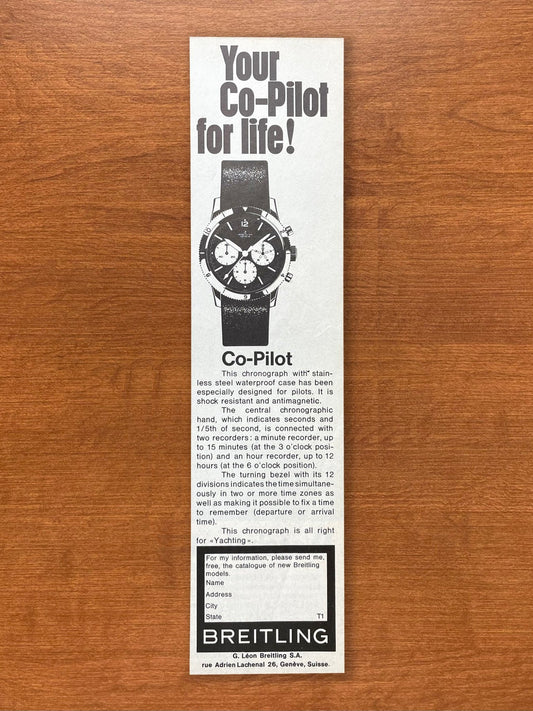 Your
Co-Pilot
for life!
12
10
Co-Pilot
This chronograph with stain-
less steel waterproof case has been
especially designed for pilots. It is
shock resistant and antimagnetic.
The central chronographic
hand, which indicates seconds and
1/5th of second, is connected with
two recorders : a minute recorder, up
to 15 minutes (at the 3 o'clock posi-
tion) and an hour recorder, up to 12
hours (at the 6 o'clock position).
The turning bezel with its 12
divisions indicates the time simultane-
ously in two or more time zones as
well as making it possible to fix a time
to remember (departure or arrival
time).
This chronograph is all right
for «Yachting».
For my information, please send me,
free, the catalogue of new Breitling
models.
Name
Address
City
State T1
BREITLING
G. Léon Breitling S.A.
rue Adrien Lachenal 26, Genève, Suisse.